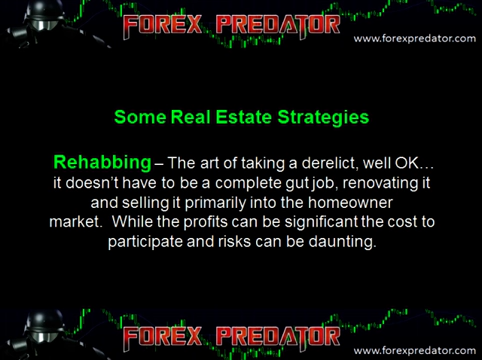 FOREX PREDATOR
www.forexpredator.com
Some Real Estate Strategies
Rehabbing – The art of taking a derelict, well OK…
it doesn't have to be a complete gut job, renovating it
and selling it primarily into the homeowner
market.  While the profits can be significant the cost to
participate and risks can be daunting.
FOREX PREDATOR
www.forexpredator.com